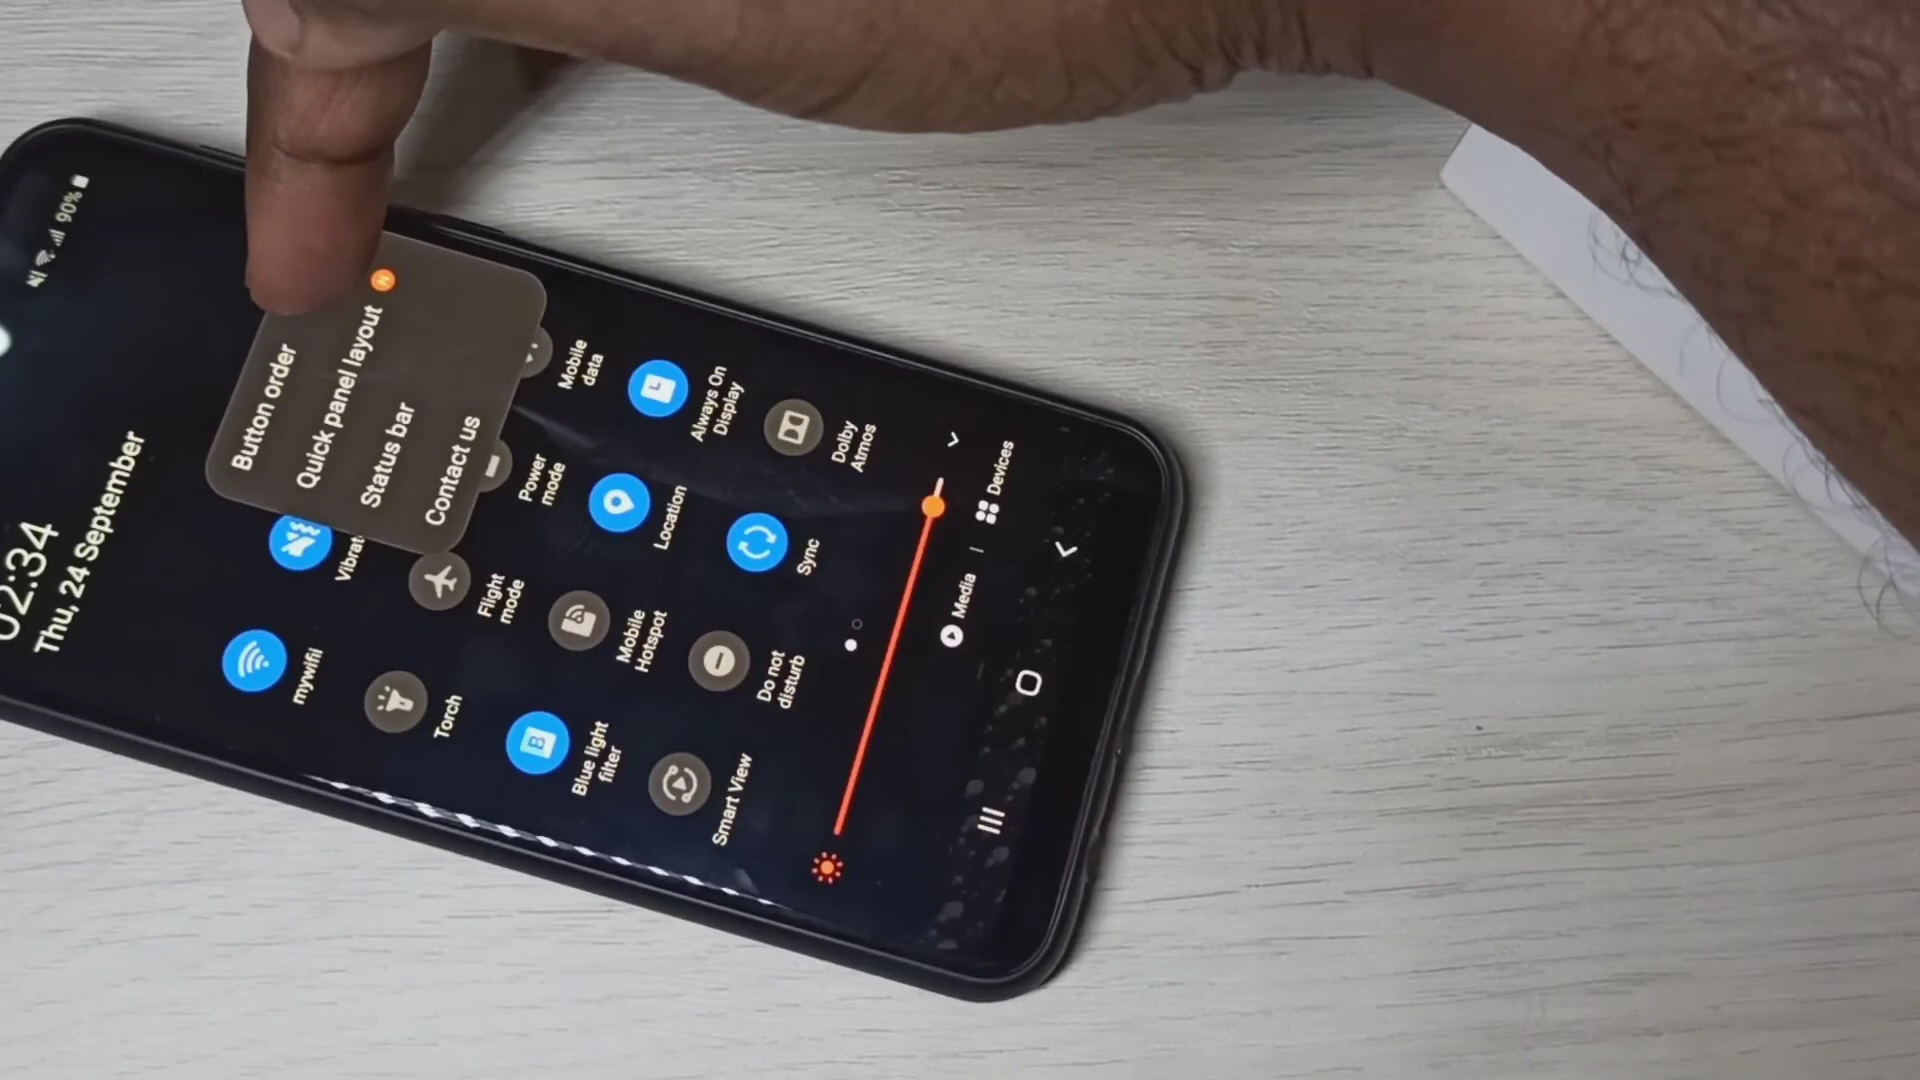 90%
02:34
Thu, 24 September
Button order
Quick panel layout
N
Status bar
Contact us
mywifii
Vibrat
Torch
Flight
mode
Power
mode
Mobile
data
Blue light
filter
Mobile
Hotspot
Location
Always On
Display
Smart View
Do not
disturb
Sync
Dolby
Atmos
Media
Devices